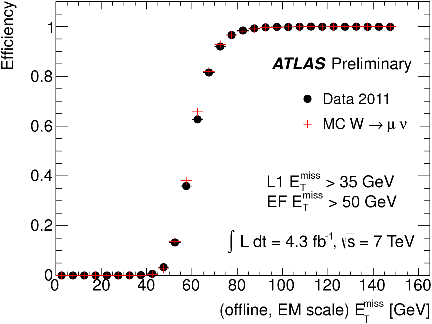 Efficiency
1
0.8
0.6
0.4
0.2
0
ATLAS Preliminary
Data 2011
MC W → μ ν
L1 E_T^miss > 35 GeV
EF E_T^miss > 50 GeV
∫ L dt = 4.3 fb⁻¹, √s = 7 TeV
0 20 40 60 80 100 120 140 160
(offline, EM scale) E_T^miss [GeV]